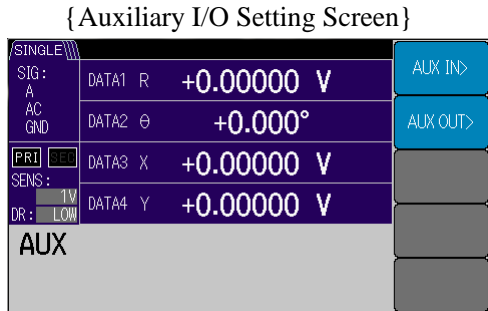 {Auxiliary I/O Setting Screen}
SINGLE
SIG:
A
AC
GND
PRI SEC
SENS:
1V
DR: LOW
DATA1 R +0.00000 V
DATA2 θ +0.000°
DATA3 X +0.00000 V
DATA4 Y +0.00000 V
AUX
AUX IN>
AUX OUT>